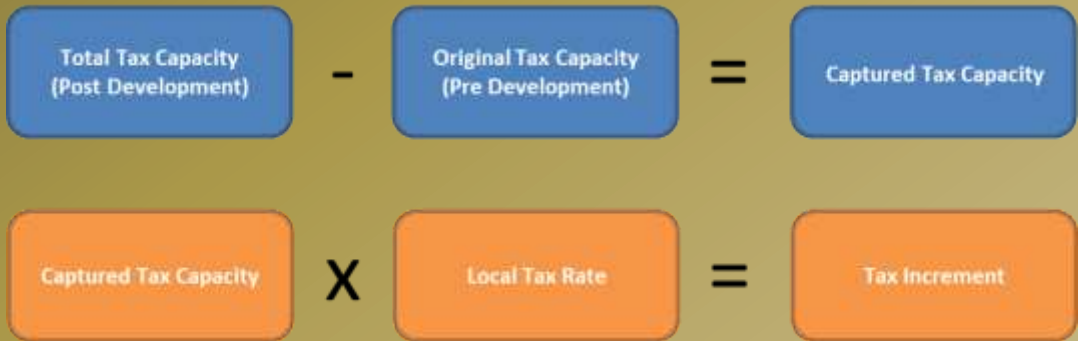 Total Tax Capacity
(Post Development)
-
Original Tax Capacity
(Pre Development)
=
Captured Tax Capacity
Captured Tax Capacity
X
Local Tax Rate
=
Tax Increment